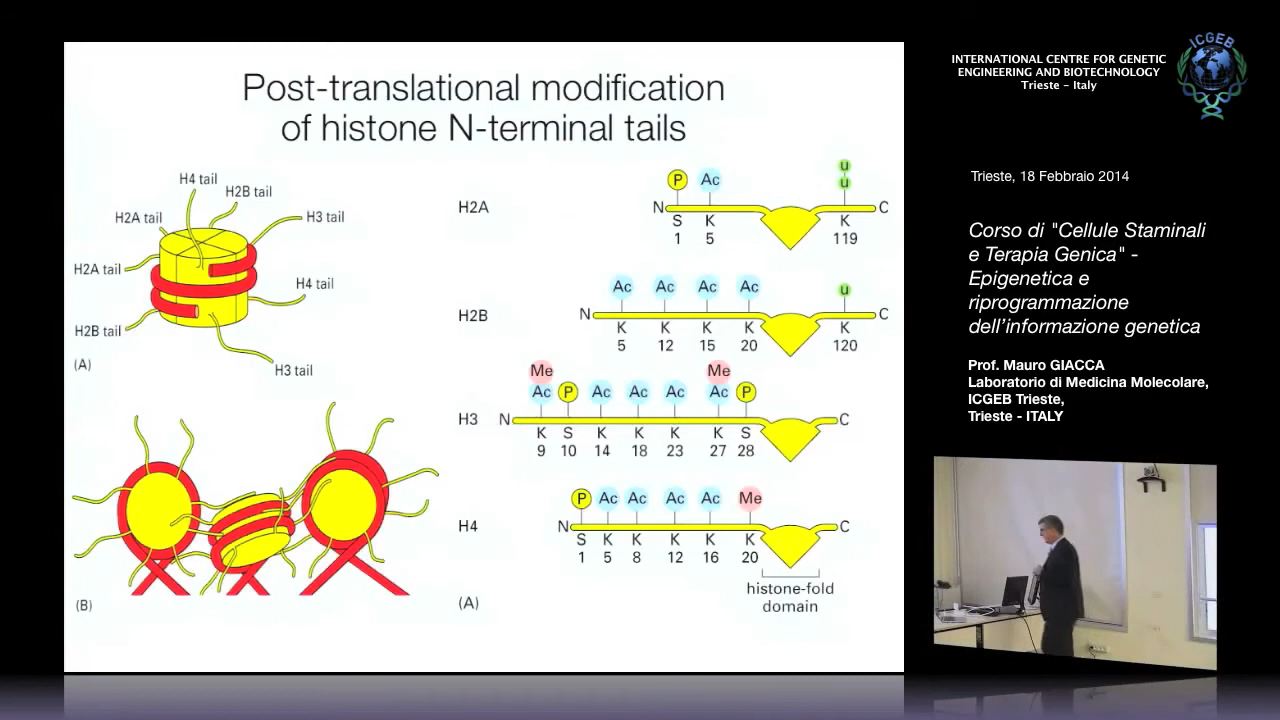 Post-translational modification
of histone N-terminal tails
H4 tail
H2B tail
H2A tail
H3 tail
H2A tail
H4 tail
H2B tail
(A)
H3 tail
(B)
P Ac u
u
H2A N C
S K K
1 5 119
Ac Ac Ac Ac u
H2B N C
K K K K K
5 12 15 20 120
Me Me
Ac P Ac Ac Ac Ac P
H3 N C
K S K K K K S
9 10 14 18 23 27 28
P Ac Ac Ac Ac Me
H4 N C
S K K K K K
1 5 8 12 16 20
histone-fold
domain
(A)
INTERNATIONAL CENTRE FOR GENETIC
ENGINEERING AND BIOTECHNOLOGY
Trieste - Italy
ICGEB
Trieste, 18 Febbraio 2014
Corso di "Cellule Staminali
e Terapia Genica" -
Epigenetica e
riprogrammazione
dell'informazione genetica
Prof. Mauro GIACCA
Laboratorio di Medicina Molecolare,
ICGEB Trieste,
Trieste - ITALY